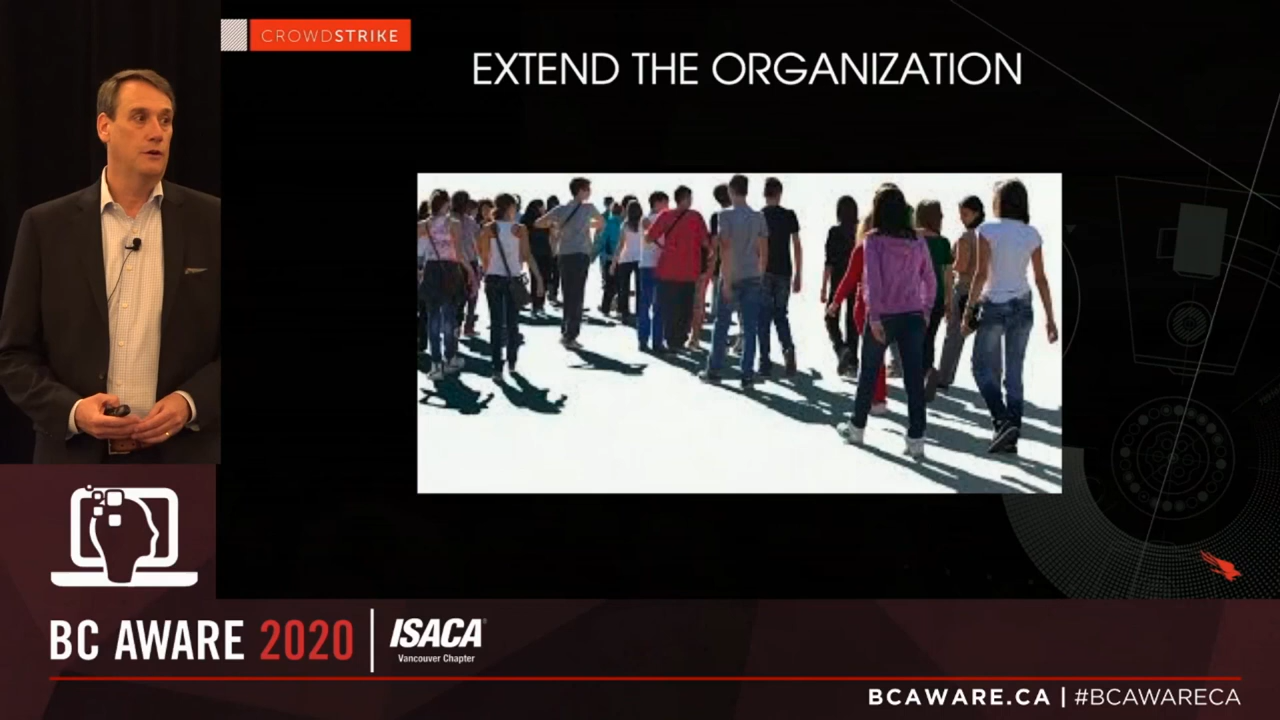 CROWDSTRIKE
EXTEND THE ORGANIZATION
BC AWARE 2020
ISACA
Vancouver Chapter
BCAWARE.CA | #BCAWARECA